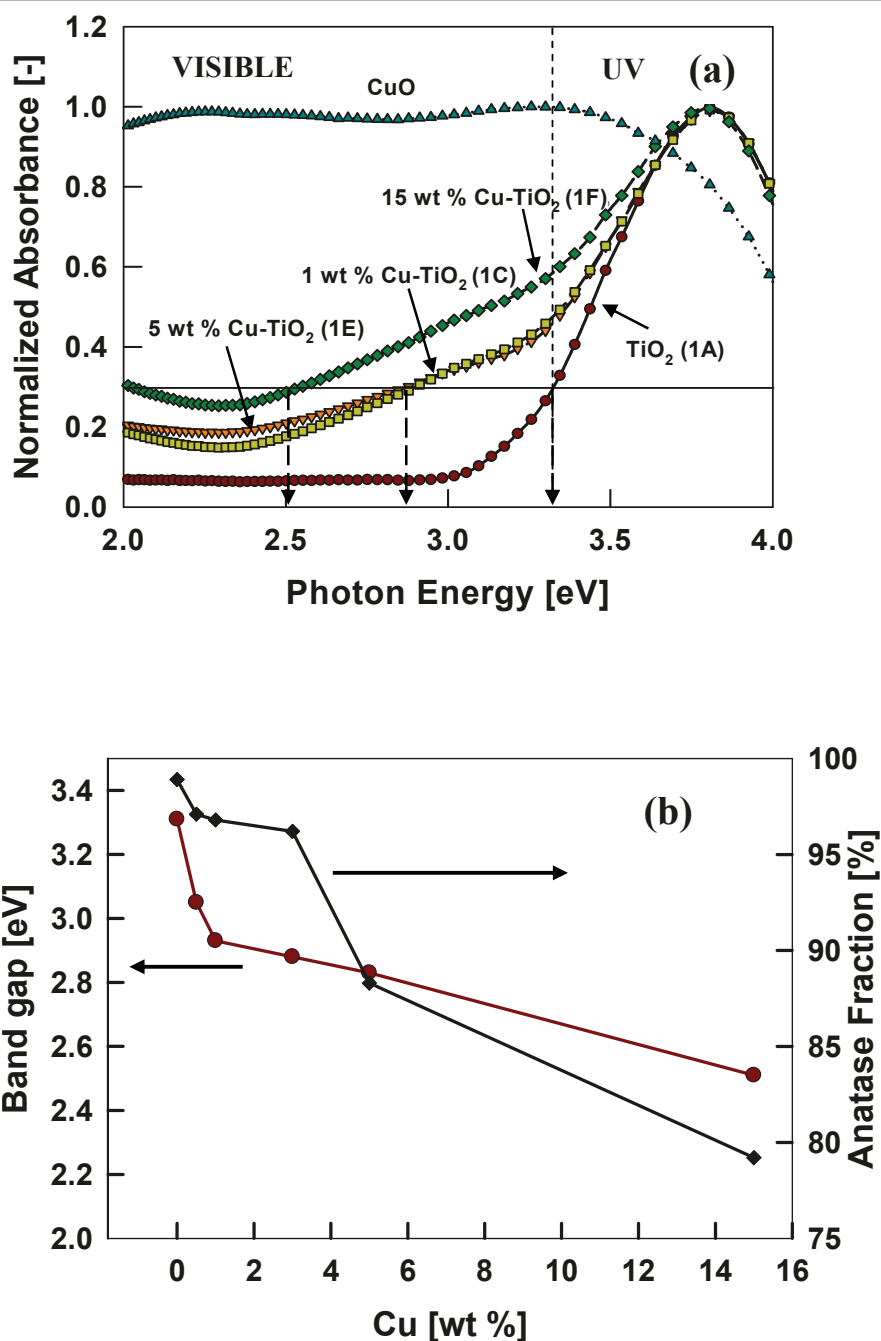 1.2
VISIBLE
UV
(a)
CuO
1.0
0.8
15 wt % Cu-TiO₂ (1F)
0.6
1 wt % Cu-TiO₂ (1C)
5 wt % Cu-TiO₂ (1E)
TiO₂ (1A)
0.4
0.2
0.0
Normalized Absorbance [-]
2.0 2.5 3.0 3.5 4.0
Photon Energy [eV]
(b)
3.4
3.2
3.0
2.8
2.6
2.4
2.2
2.0
Band gap [eV]
100
95
90
85
80
75
Anatase Fraction [%]
0 2 4 6 8 10 12 14 16
Cu [wt %]